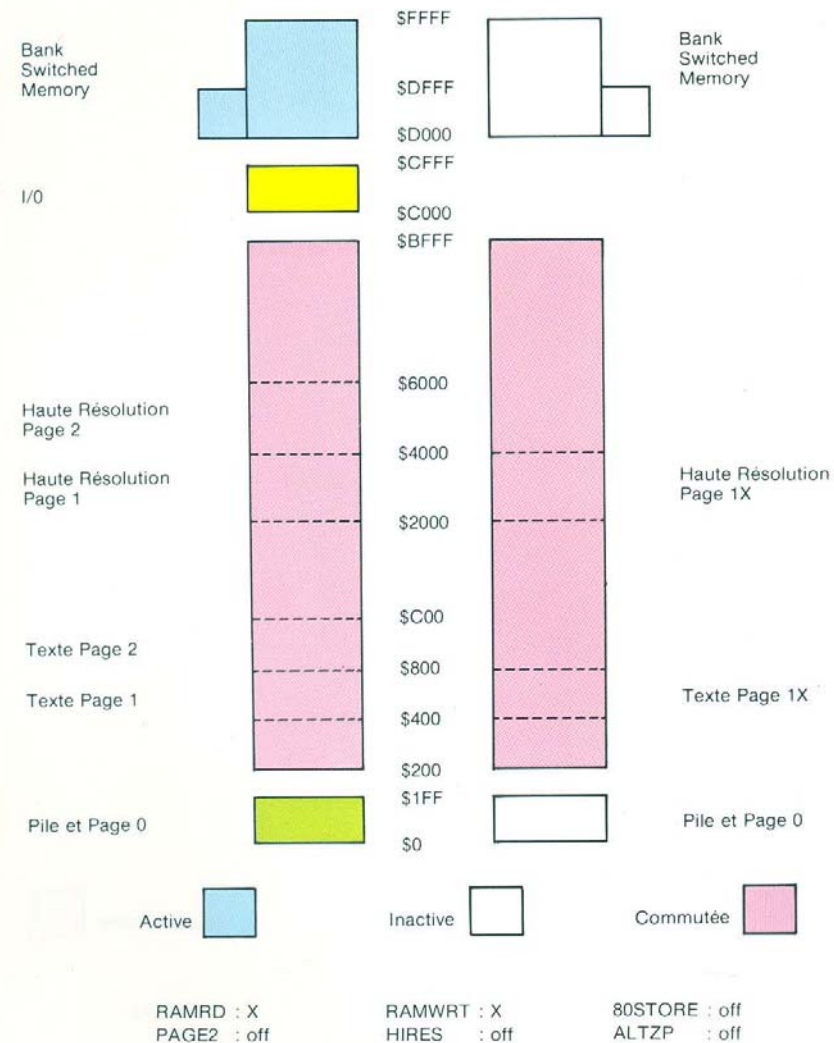 $FFFF
Bank
Switched
Memory
Bank
Switched
Memory
$DFFF
$D000
$CFFF
I/0
$C000
$BFFF
$6000
Haute Résolution
Page 2
$4000
Haute Résolution
Page 1
Haute Résolution
Page 1X
$2000
$C00
Texte Page 2
$800
Texte Page 1
Texte Page 1X
$400
$200
$1FF
Pile et Page 0
Pile et Page 0
$0
Active
Inactive
Commutée
RAMRD : X RAMWRT : X 80STORE : off
PAGE2 : off HIRES : off ALTZP : off